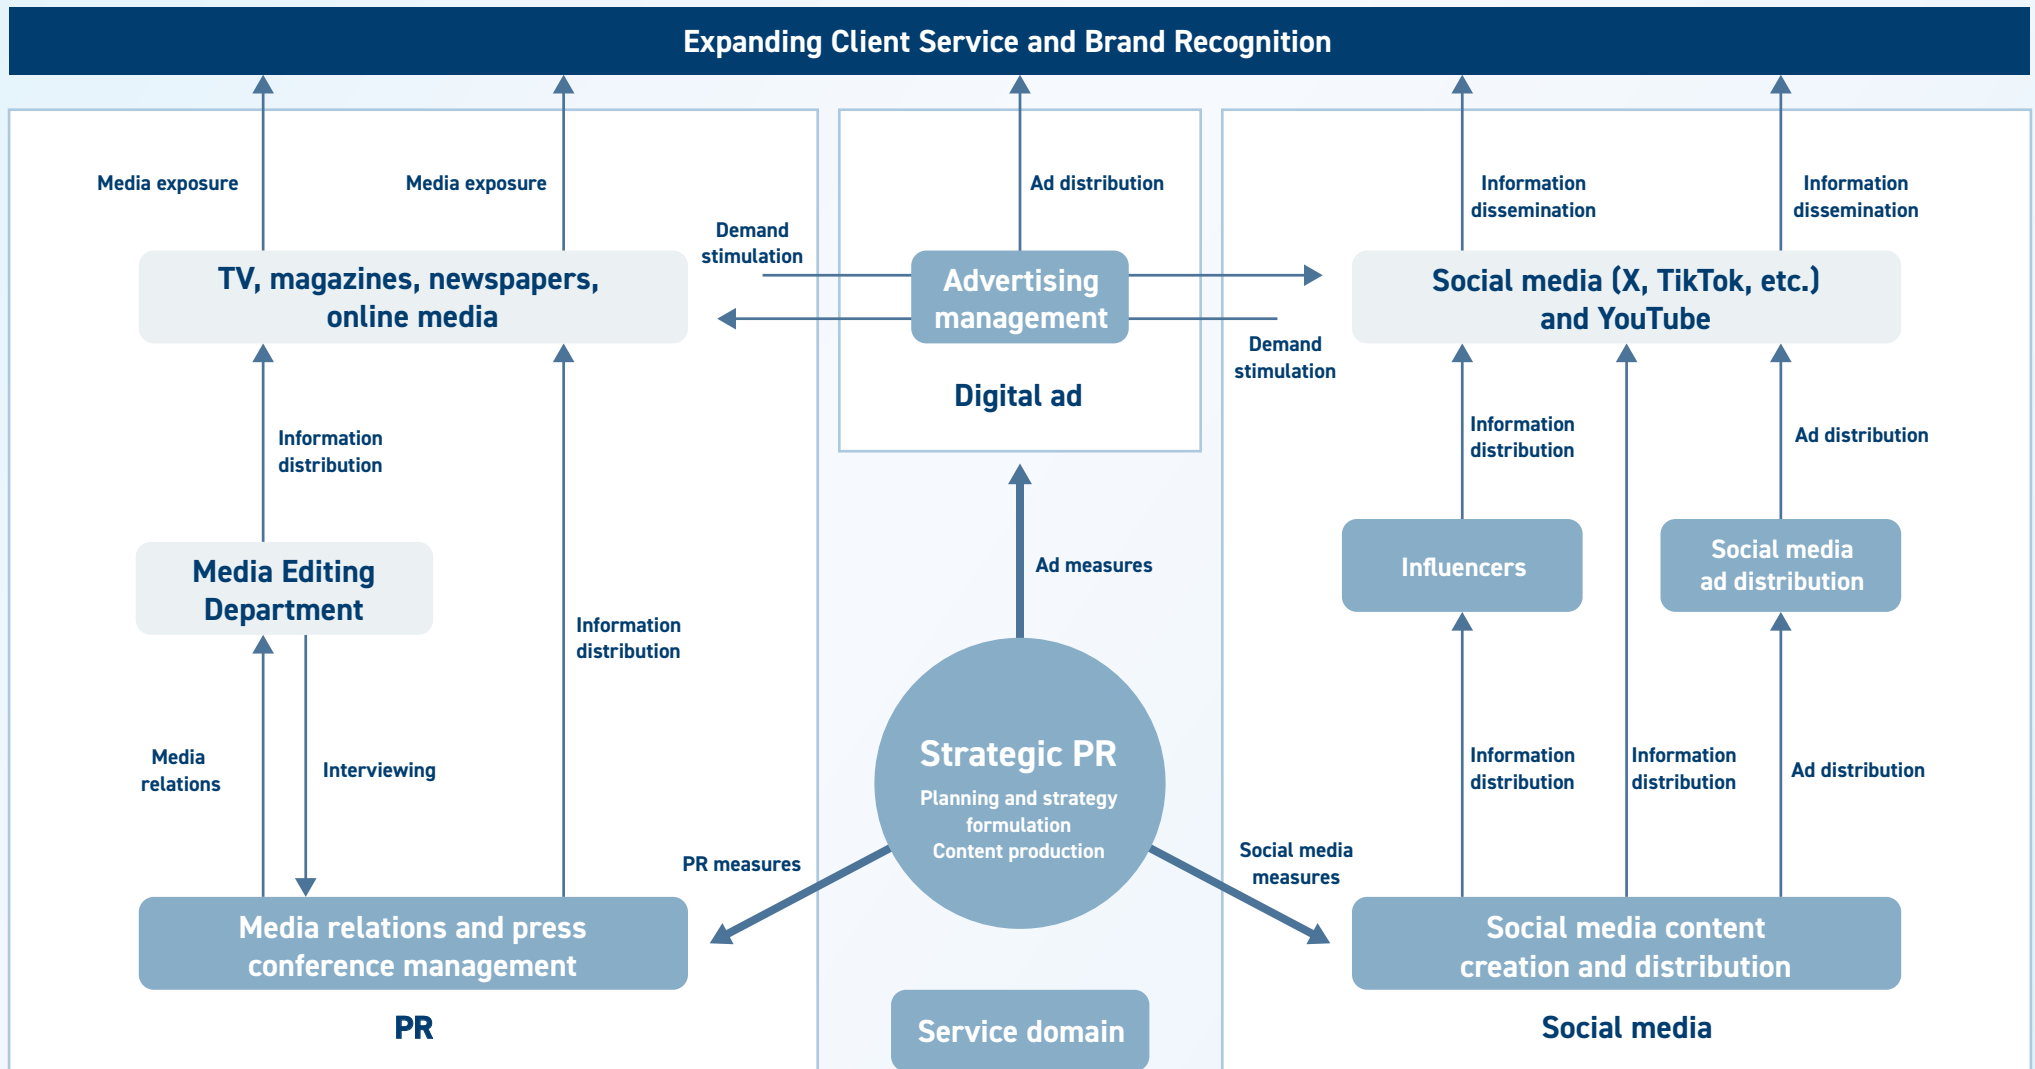 Expanding Client Service and Brand Recognition
Media exposure
Media exposure
Ad distribution
Information
dissemination
Information
dissemination
Demand
stimulation
TV, magazines, newspapers,
online media
Advertising
management
Social media (X, TikTok, etc.)
and YouTube
Demand
stimulation
Digital ad
Information
distribution
Information
distribution
Ad distribution
Media Editing
Department
Ad measures
Influencers
Social media
ad distribution
Information
distribution
Media
relations
Interviewing
Strategic PR
Planning and strategy
formulation
Content production
Information
distribution
Information
distribution
Ad distribution
PR measures
Social media
measures
Media relations and press
conference management
Social media content
creation and distribution
PR
Service domain
Social media